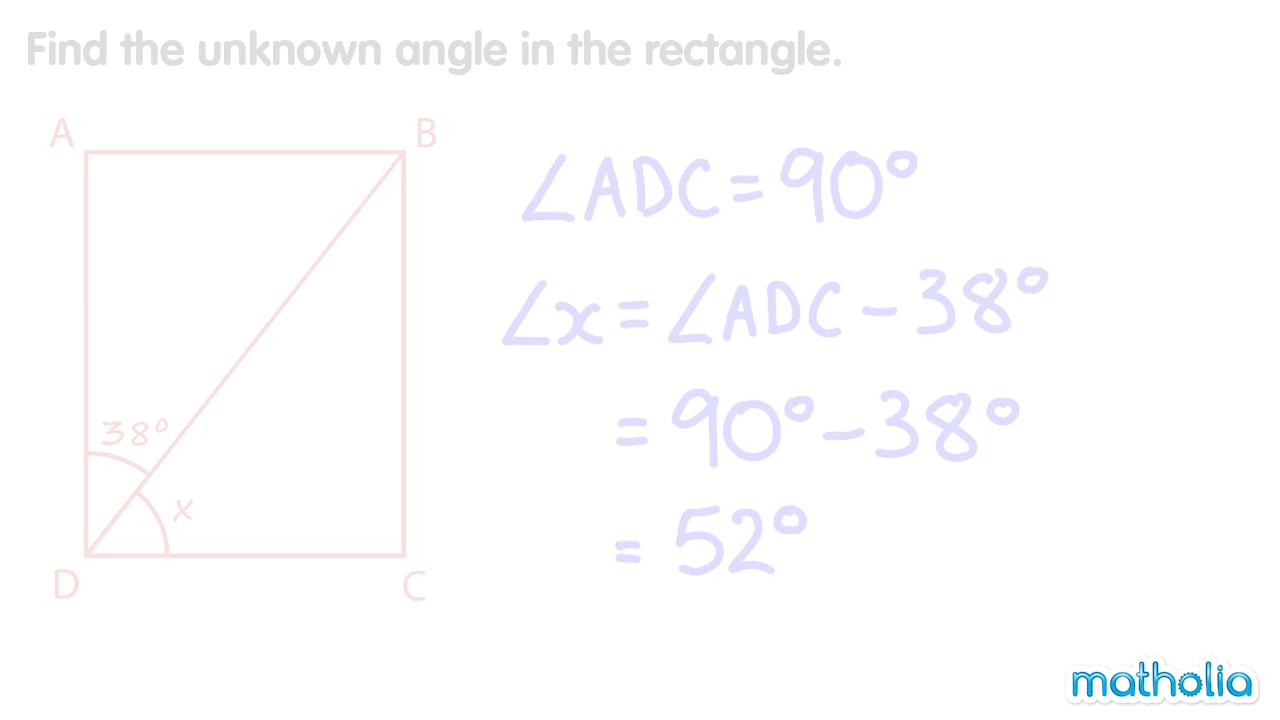 Find the unknown angle in the rectangle.
A
B
∠ADC = 90°
∠x = ∠ADC - 38°
= 90° - 38°
38°
x
= 52°
D
C
matholia